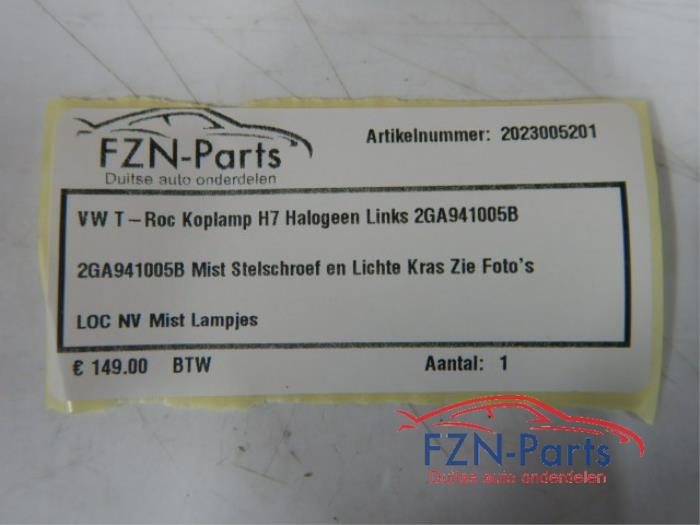 FZN-Parts
Duitse auto onderdelen
Artikelnummer: 2023005201
VW T-Roc Koplamp H7 Halogeen Links 2GA941005B
2GA941005B Mist Stelschroef en Lichte Kras Zie Foto's
LOC NV Mist Lampjes
€ 149.00 BTW
Aantal: 1
FZN-Parts
Duitse auto onderdelen